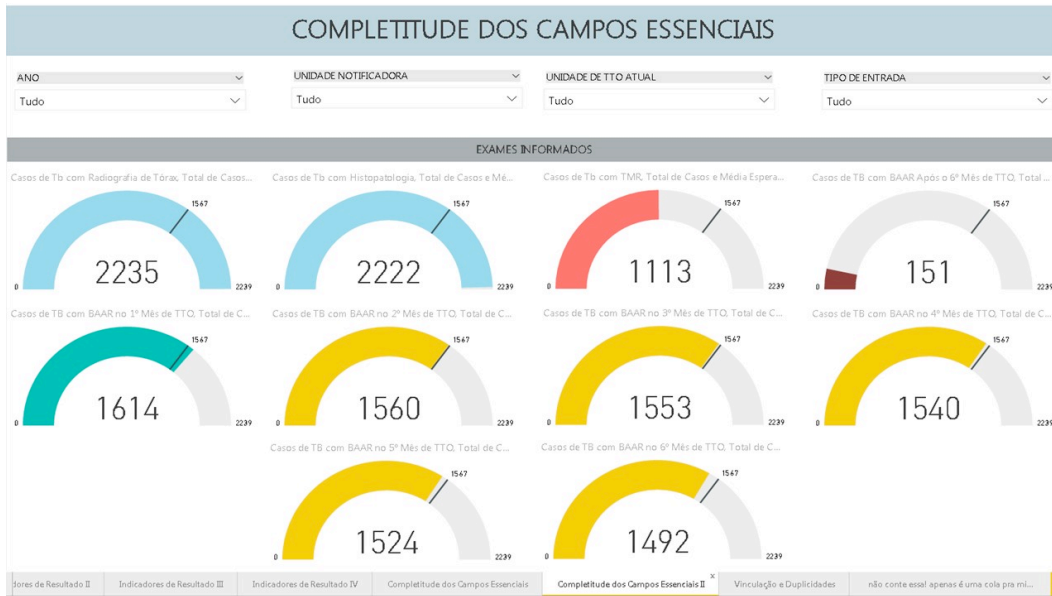 COMPLETITUDE DOS CAMPOS ESSENCIAIS
ANO
UNIDADE NOTIFICADORA
UNIDADE DE TTO ATUAL
TIPO DE ENTRADA
Tudo
Tudo
Tudo
Tudo
EXAMES INFORMADOS
Casos de Tb com Radiografia de Tórax, Total de Casos...
1567
2235
0
2239
Casos de Tb com Histopatologia, Total de Casos e Mé...
1567
2222
0
2239
Casos de Tb com TMR, Total de Casos e Média Espera...
1567
1113
0
2239
Casos de TB com BAAR Após o 6º Mês de TTO, Total ...
1567
151
0
2239
Casos de TB com BAAR no 1º Mês de TTO, Total de C...
1567
1614
0
2239
Casos de TB com BAAR no 2º Mês de TTO, Total de C...
1567
1560
0
2239
Casos de TB com BAAR no 3º Mês de TTO, Total de C...
1567
1553
0
2239
Casos de TB com BAAR no 4º Mês de TTO, Total de C...
1567
1540
0
2239
Casos de TB com BAAR no 5º Mês de TTO, Total de C...
1567
1524
0
2239
Casos de TB com BAAR no 6º Mês de TTO, Total de C...
1567
1492
0
2239
dores de Resultado II
Indicadores de Resultado III
Indicadores de Resultado IV
Completitude dos Campos Essenciais
Completitude dos Campos Essenciais II
Vinculação e Duplicidades
não conte essa! apenas é uma cola pra mi...